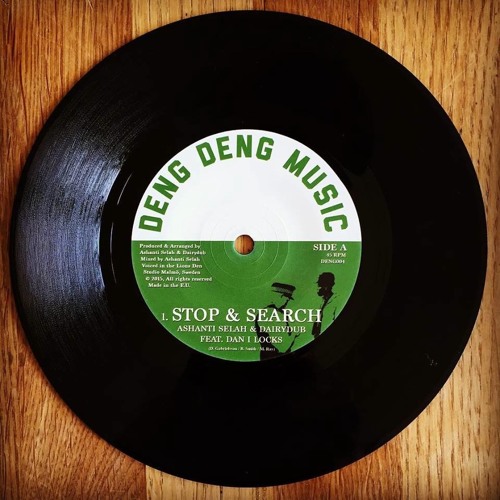 DENG DENG MUSIC
Produced & Arranged by
Ashanti Selah & Dairydub
Mixed by Ashanti Selah
Voiced in the Lions Den
Studio Malmö, Sweden
© 2015, All rights reserved
Made in the E.U.
SIDE A
45 RPM
DENG004
1. STOP & SEARCH
ASHANTI SELAH & DAIRYDUB
FEAT. DAN I LOCKS